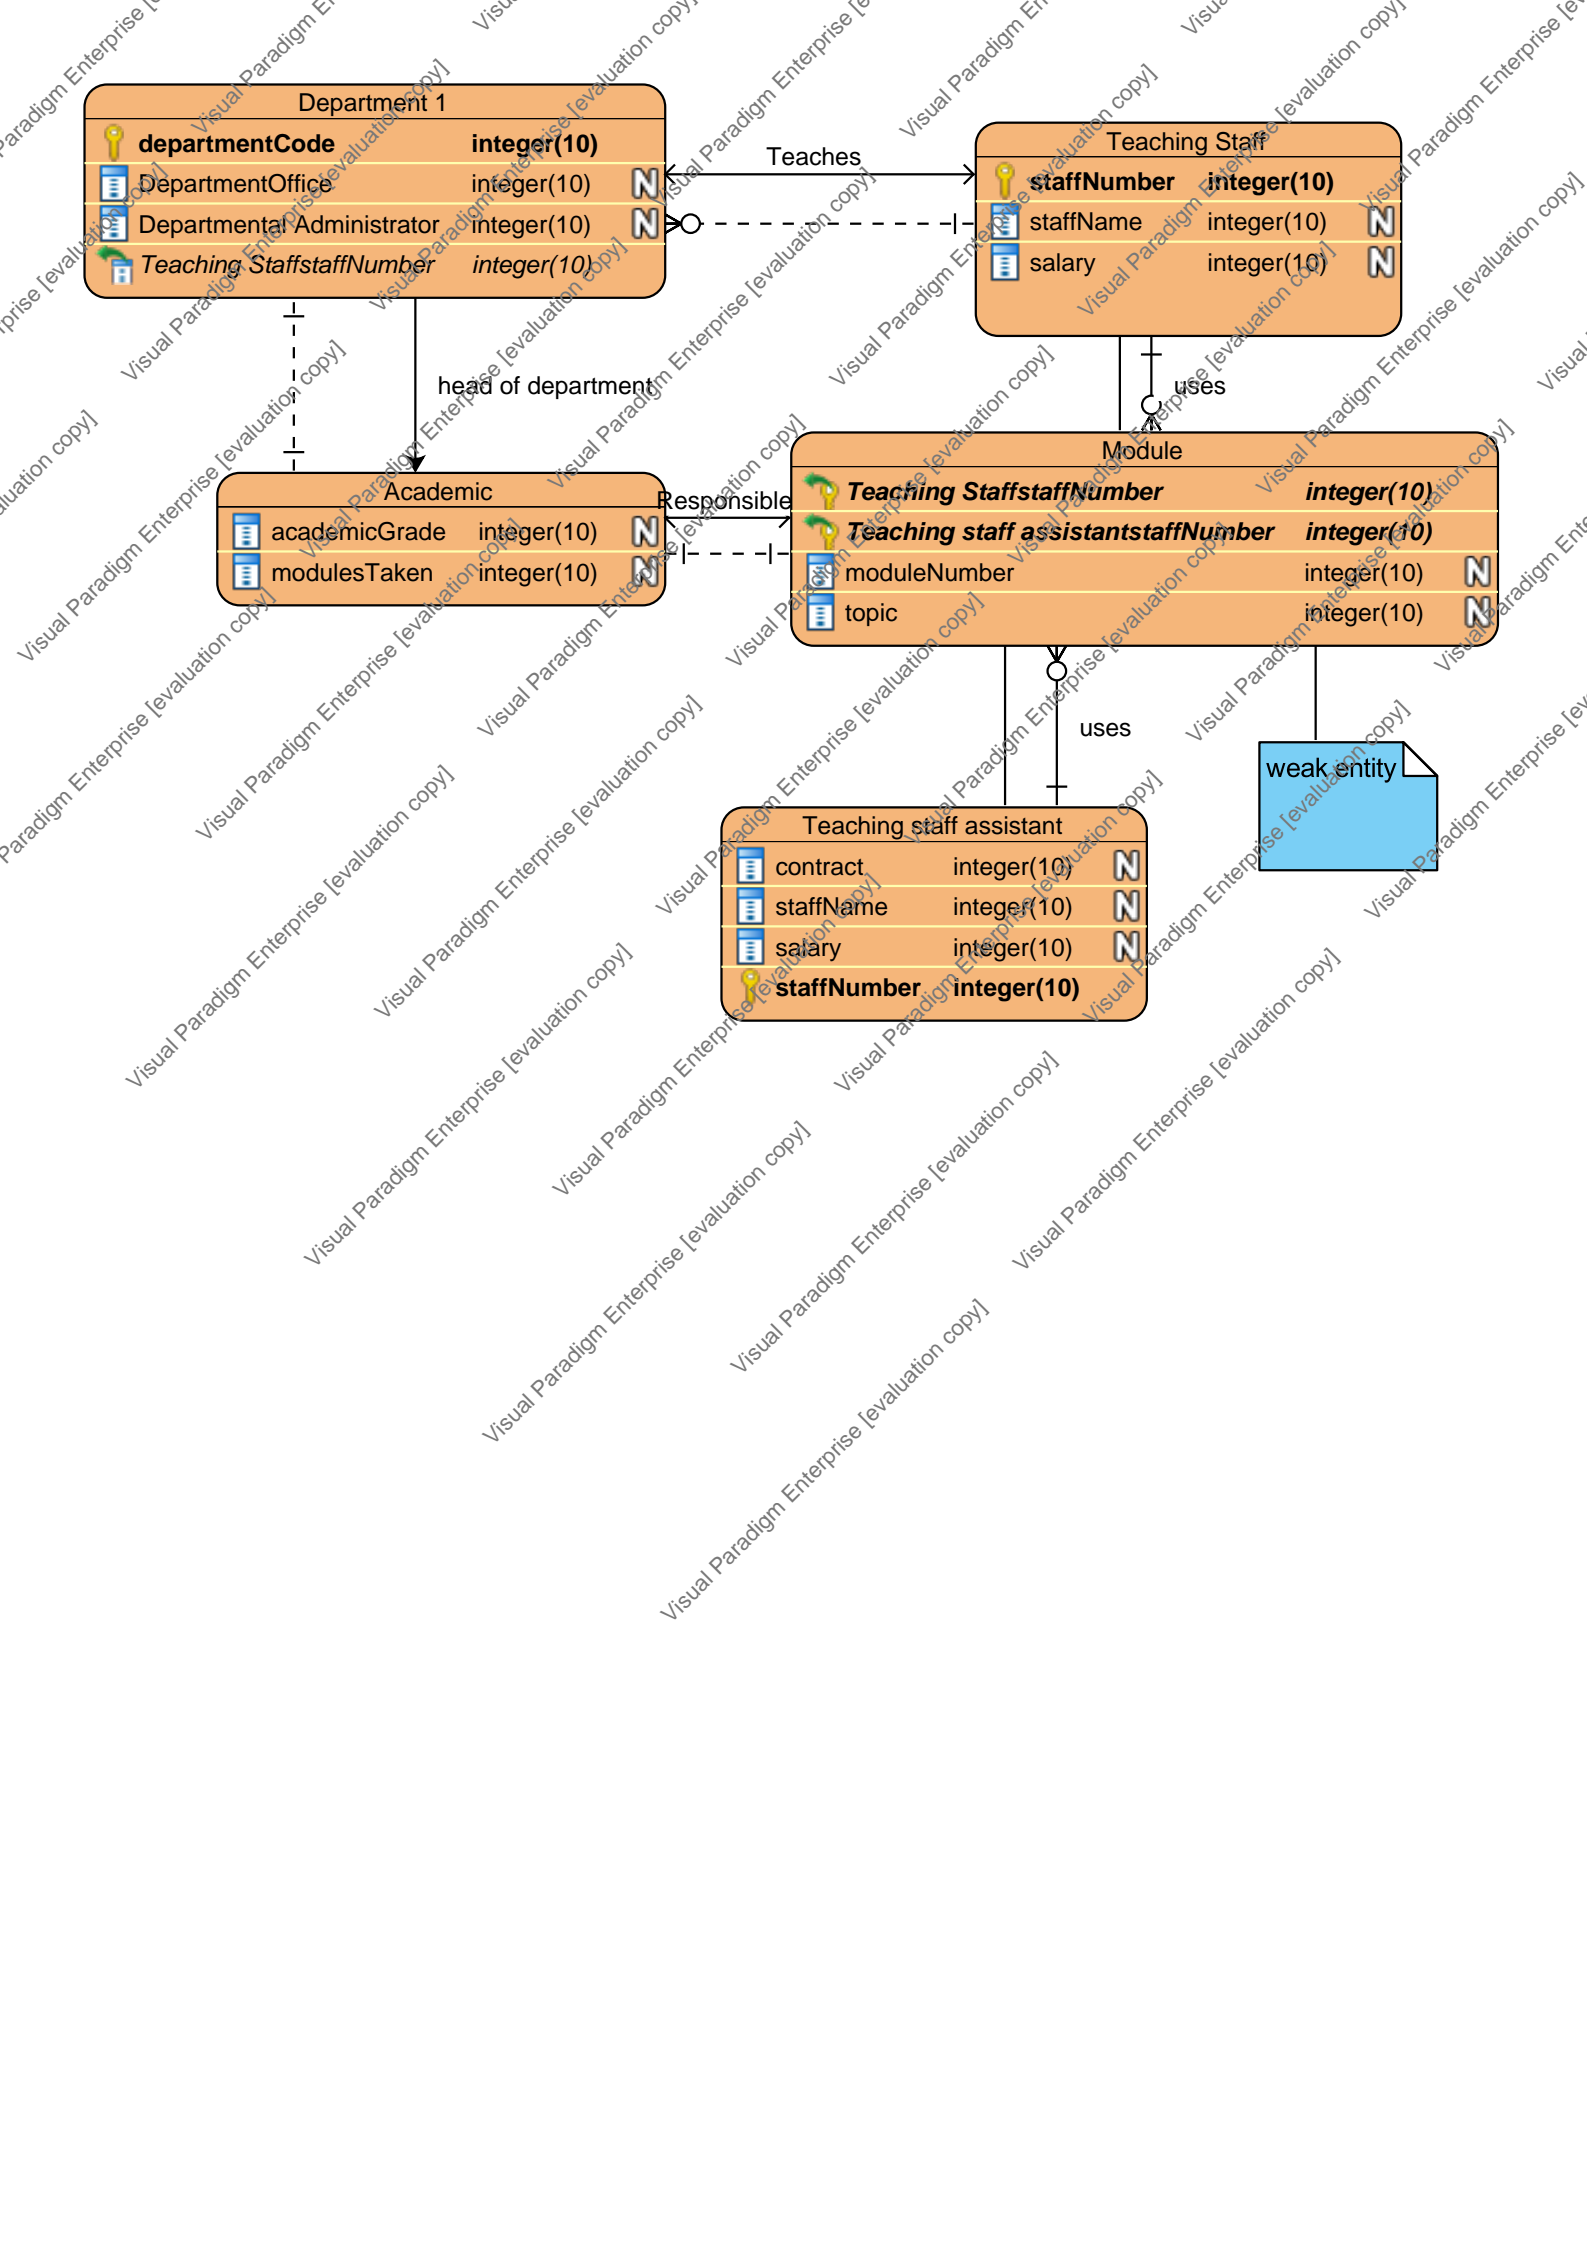 Department 1
departmentCode integer(10)
DepartmentOffice integer(10) N
Departmental Administrator integer(10) N
Teaching StaffstaffNumber integer(10)
Teaches
Teaching Staff
staffNumber integer(10)
staffName integer(10) N
salary integer(10) N
head of department
uses
Academic
academicGrade integer(10) N
modulesTaken integer(10) N
Responsible
Module
Teaching StaffstaffNumber integer(10)
Teaching staff assistantstaffNumber integer(10)
moduleNumber integer(10) N
topic integer(10) N
uses
weak entity
Teaching staff assistant
contract integer(10) N
staffName integer(10) N
salary integer(10) N
staffNumber integer(10)
Visual Paradigm Enterprise [evaluation copy]